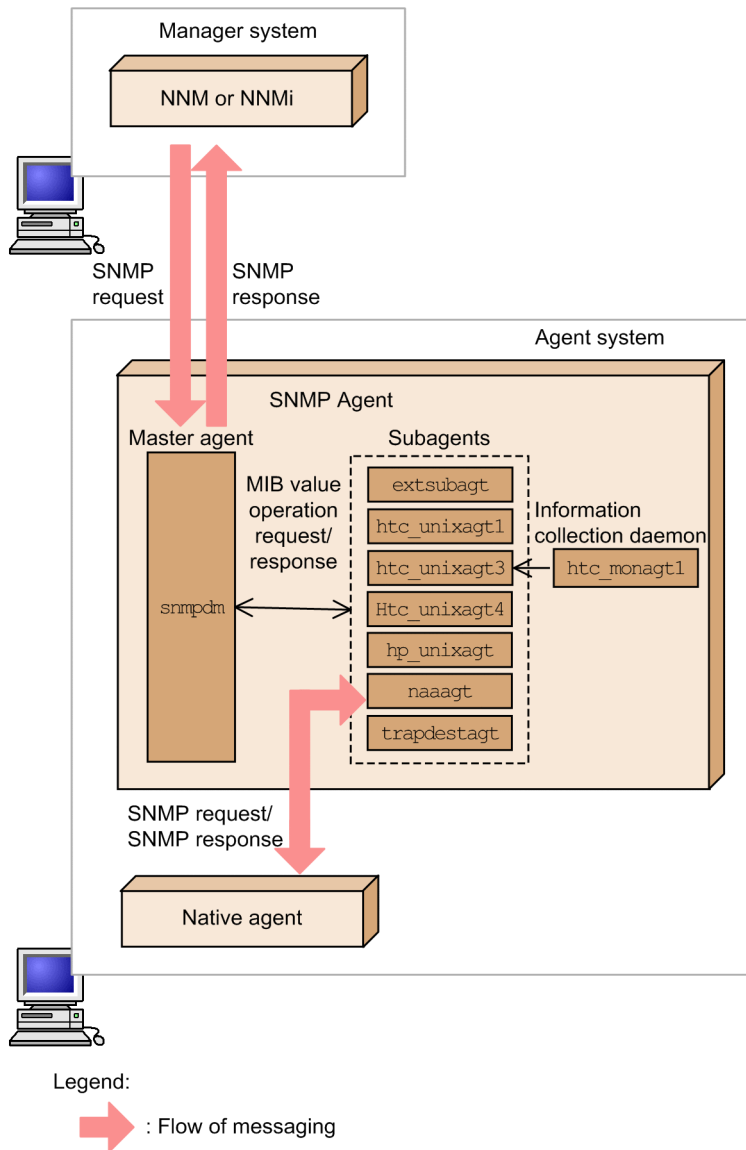 Manager system
NNM or NNMi
SNMP
request
SNMP
response
Agent system
SNMP Agent
Master agent
Subagents
snmpdm
MIB value
operation
request/
response
extsubagt
htc_unixagt1
htc_unixagt3
Htc_unixagt4
hp_unixagt
naaagt
trapdestagt
Information
collection daemon
htc_monagt1
SNMP request/
SNMP response
Native agent
Legend:
: Flow of messaging